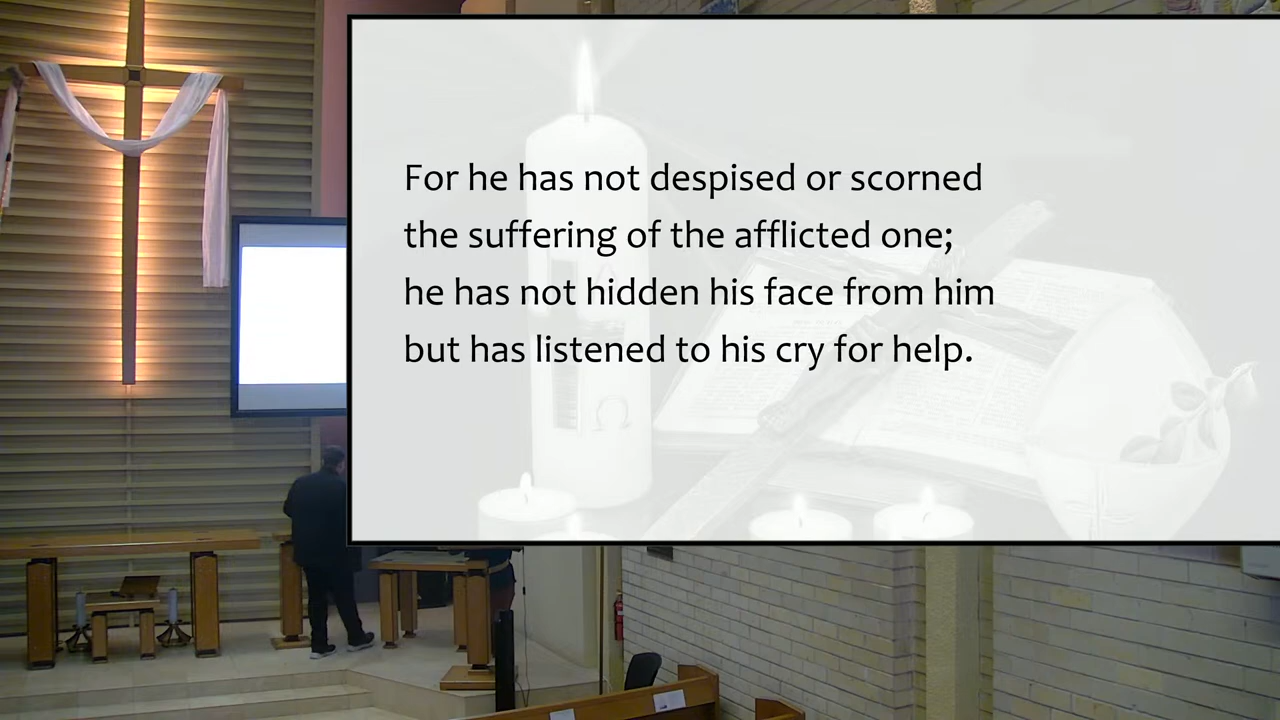 For he has not despised or scorned
the suffering of the afflicted one;
he has not hidden his face from him
but has listened to his cry for help.